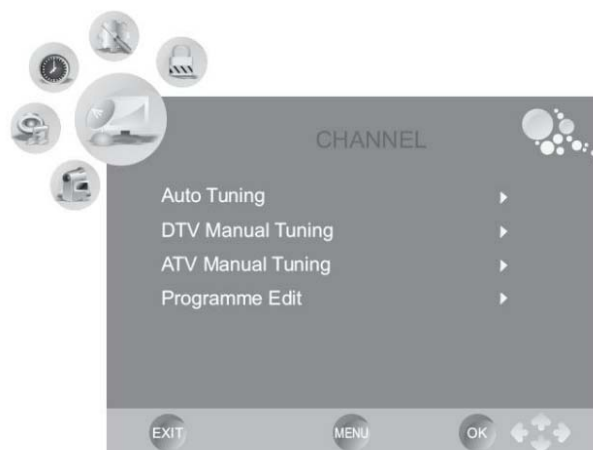 CHANNEL
Auto Tuning
DTV Manual Tuning
ATV Manual Tuning
Programme Edit
EXIT MENU OK